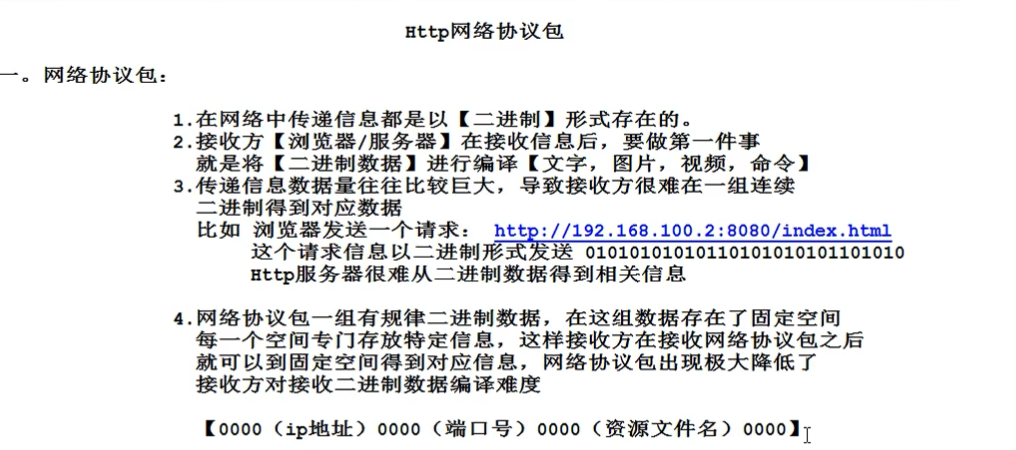 Http网络协议包
一。网络协议包：
1.在网络中传递信息都是以【二进制】形式存在的。
2.接收方【浏览器/服务器】在接收信息后，要做第一件事
就是将【二进制数据】进行编译【文字，图片，视频，命令】
3.传递信息数据量往往比较巨大，导致接收方很难在一组连续
二进制得到对应数据
比如 浏览器发送一个请求： http://192.168.100.2:8080/index.html
这个请求信息以二进制形式发送 0101010101011010101010101101010
Http服务器很难从二进制数据得到相关信息
4.网络协议包一组有规律二进制数据，在这组数据存在了固定空间
每一个空间专门存放特定信息，这样接收方在接收网络协议包之后
就可以到固定空间得到对应信息，网络协议包出现极大降低了
接收方对接收二进制数据编译难度
【0000（ip地址）0000（端口号）0000（资源文件名）0000】